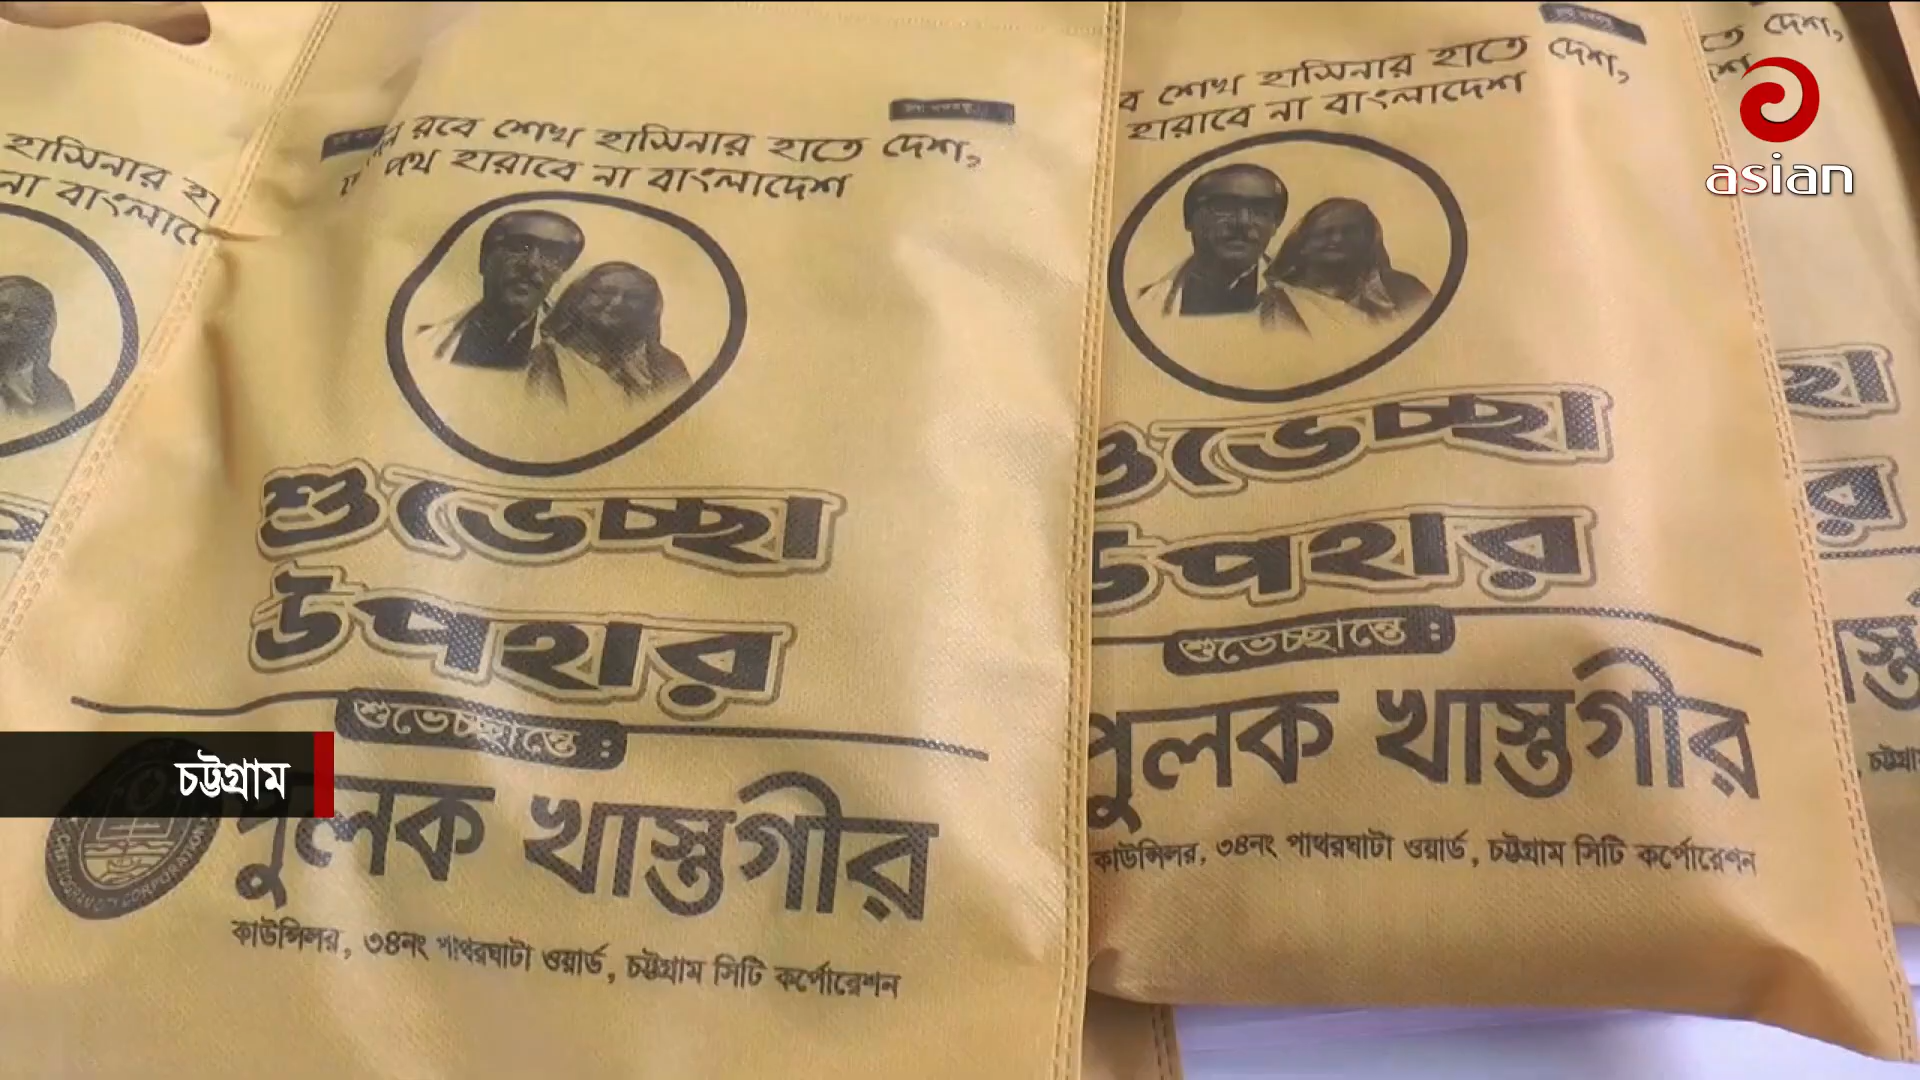 রবে শেখ হাসিনার হাতে দেশ,
পথ হারাবে না বাংলাদেশ
শুভেচ্ছা
উপহার
শুভেচ্ছান্তে :
পুলক খাস্তগীর
কাউন্সিলর, ৩৪নং পাথরঘাটা ওয়ার্ড, চট্টগ্রাম সিটি কর্পোরেশন
শেখ হাসিনার হাতে দেশ,
হারাবে না বাংলাদেশ
শুভেচ্ছা
উপহার
শুভেচ্ছান্তে :
পুলক খাস্তগীর
কাউন্সিলর, ৩৪নং পাথরঘাটা ওয়ার্ড, চট্টগ্রাম সিটি কর্পোরেশন
হাসিনার
না
দেশ,
asian
চট্টগ্রাম